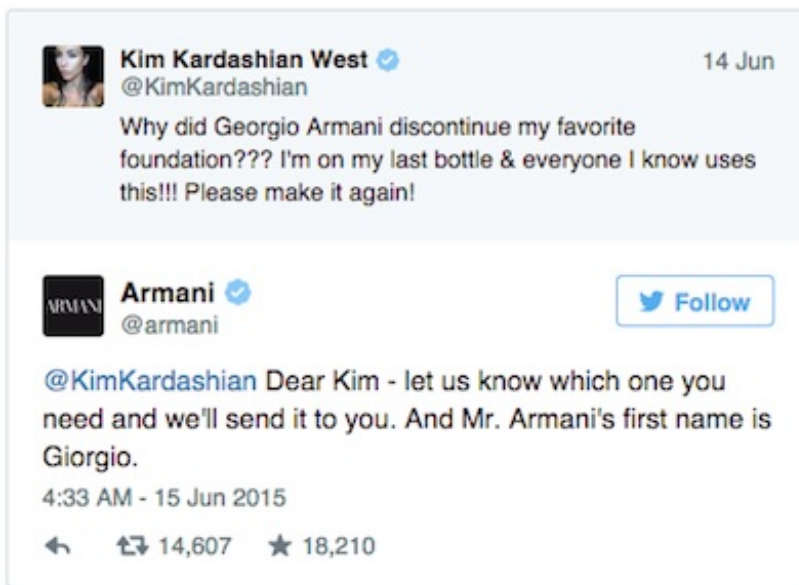 Kim Kardashian West
14 Jun
@KimKardashian
Why did Georgio Armani discontinue my favorite
foundation??? I'm on my last bottle & everyone I know uses
this!!! Please make it again!
ARMANI
Armani
Follow
@armani
@KimKardashian Dear Kim - let us know which one you
need and we'll send it to you. And Mr. Armani's first name is
Giorgio.
4:33 AM - 15 Jun 2015
14,607 18,210